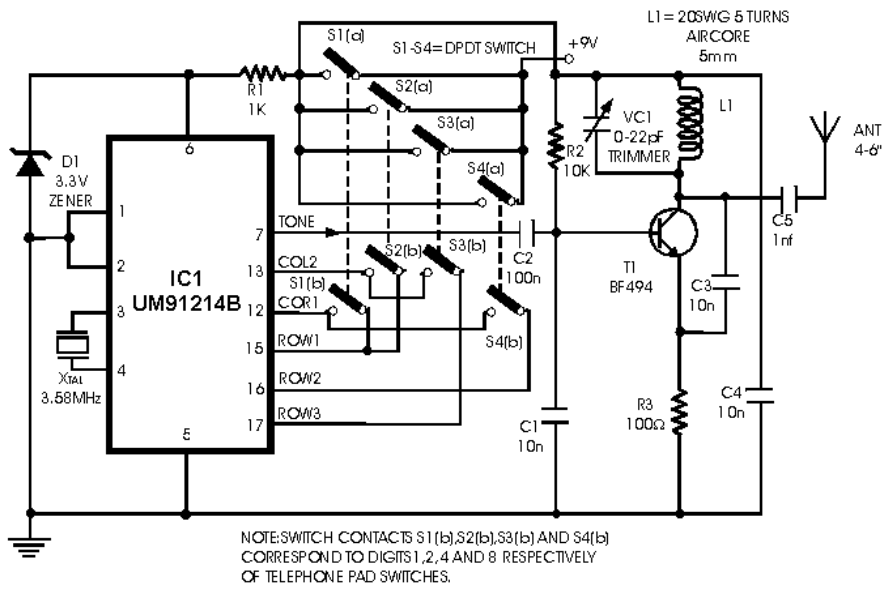 L1 = 20SWG 5 TURNS
AIRCORE
5mm
S1(a)
S1-S4=DPDT SWITCH
+9V
R1
1K
S2(a)
S3(a)
S4(a)
VC1
0-22pF
TRIMMER
L1
ANT
4-6"
R2
10K
D1
3.3V
ZENER
6
1
2
3
4
5
IC1
UM91214B
7
TONE
13
COL2
12
COR1
15
ROW1
16
ROW2
17
ROW3
S1(b)
S2(b)
S3(b)
S4(b)
C2
100n
T1
BF494
C5
1nf
C3
10n
XTAL
3.58MHz
C1
10n
R3
100Ω
C4
10n
NOTE:SWITCH CONTACTS S1(b),S2(b),S3(b) AND S4(b)
CORRESPOND TO DIGITS1,2,4 AND 8 RESPECTIVELY
OF TELEPHONE PAD SWITCHES.